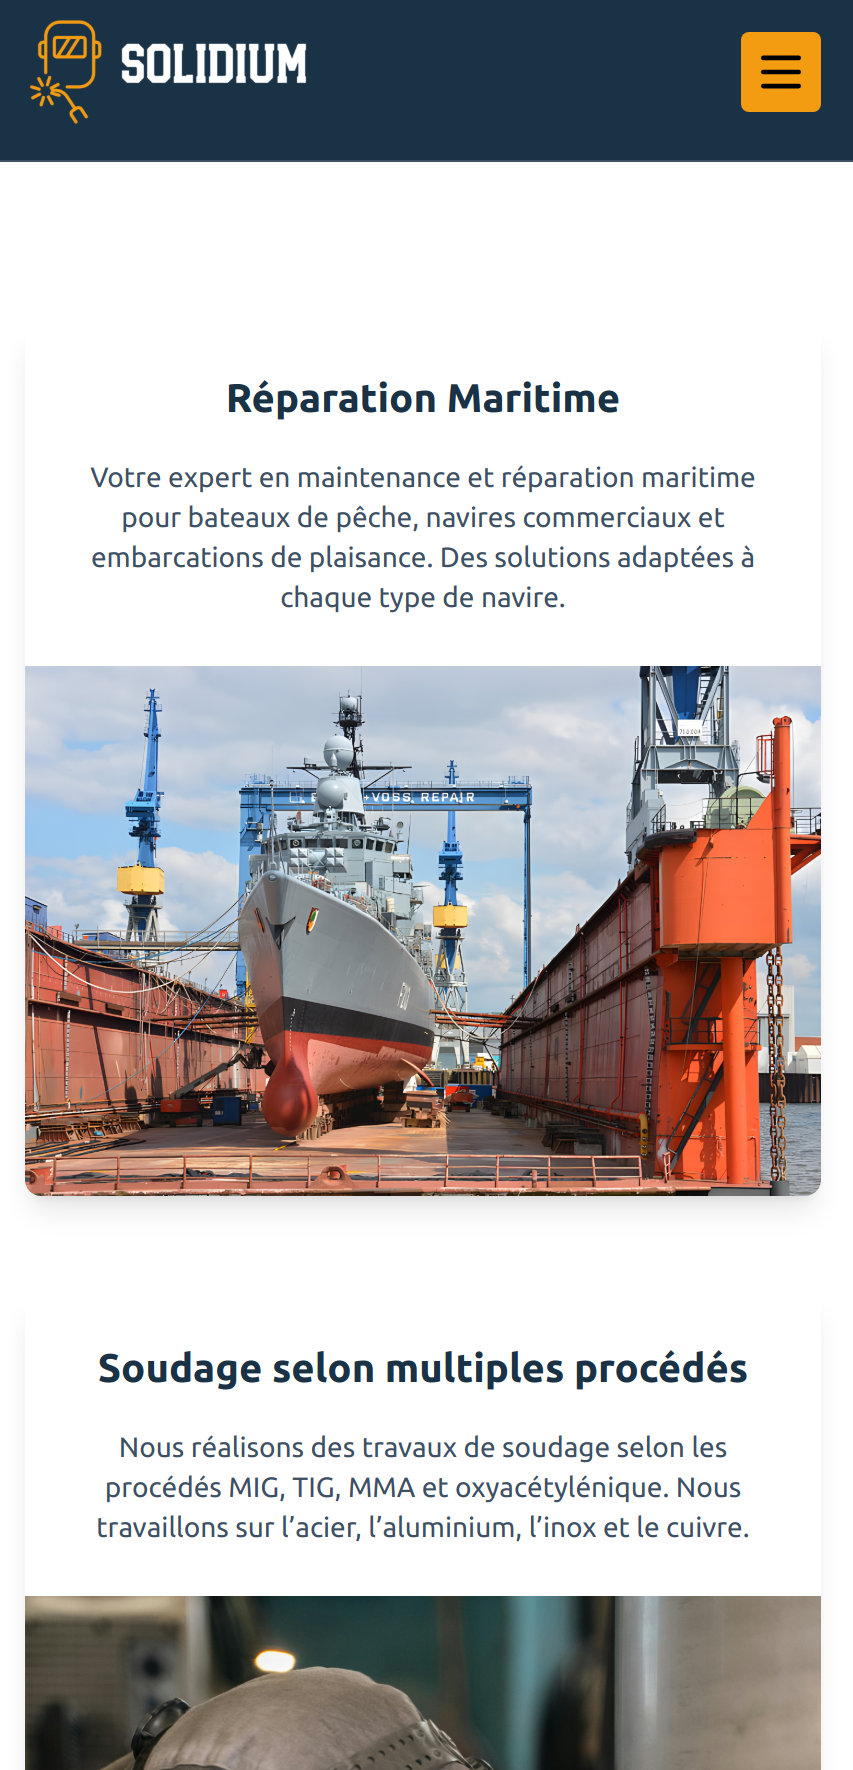 SOLIDIUM
Réparation Maritime
Votre expert en maintenance et réparation maritime
pour bateaux de pêche, navires commerciaux et
embarcations de plaisance. Des solutions adaptées à
chaque type de navire.
+VOSS REPAIR
Soudage selon multiples procédés
Nous réalisons des travaux de soudage selon les
procédés MIG, TIG, MMA et oxyacétylénique. Nous
travaillons sur l’acier, l’aluminium, l’inox et le cuivre.